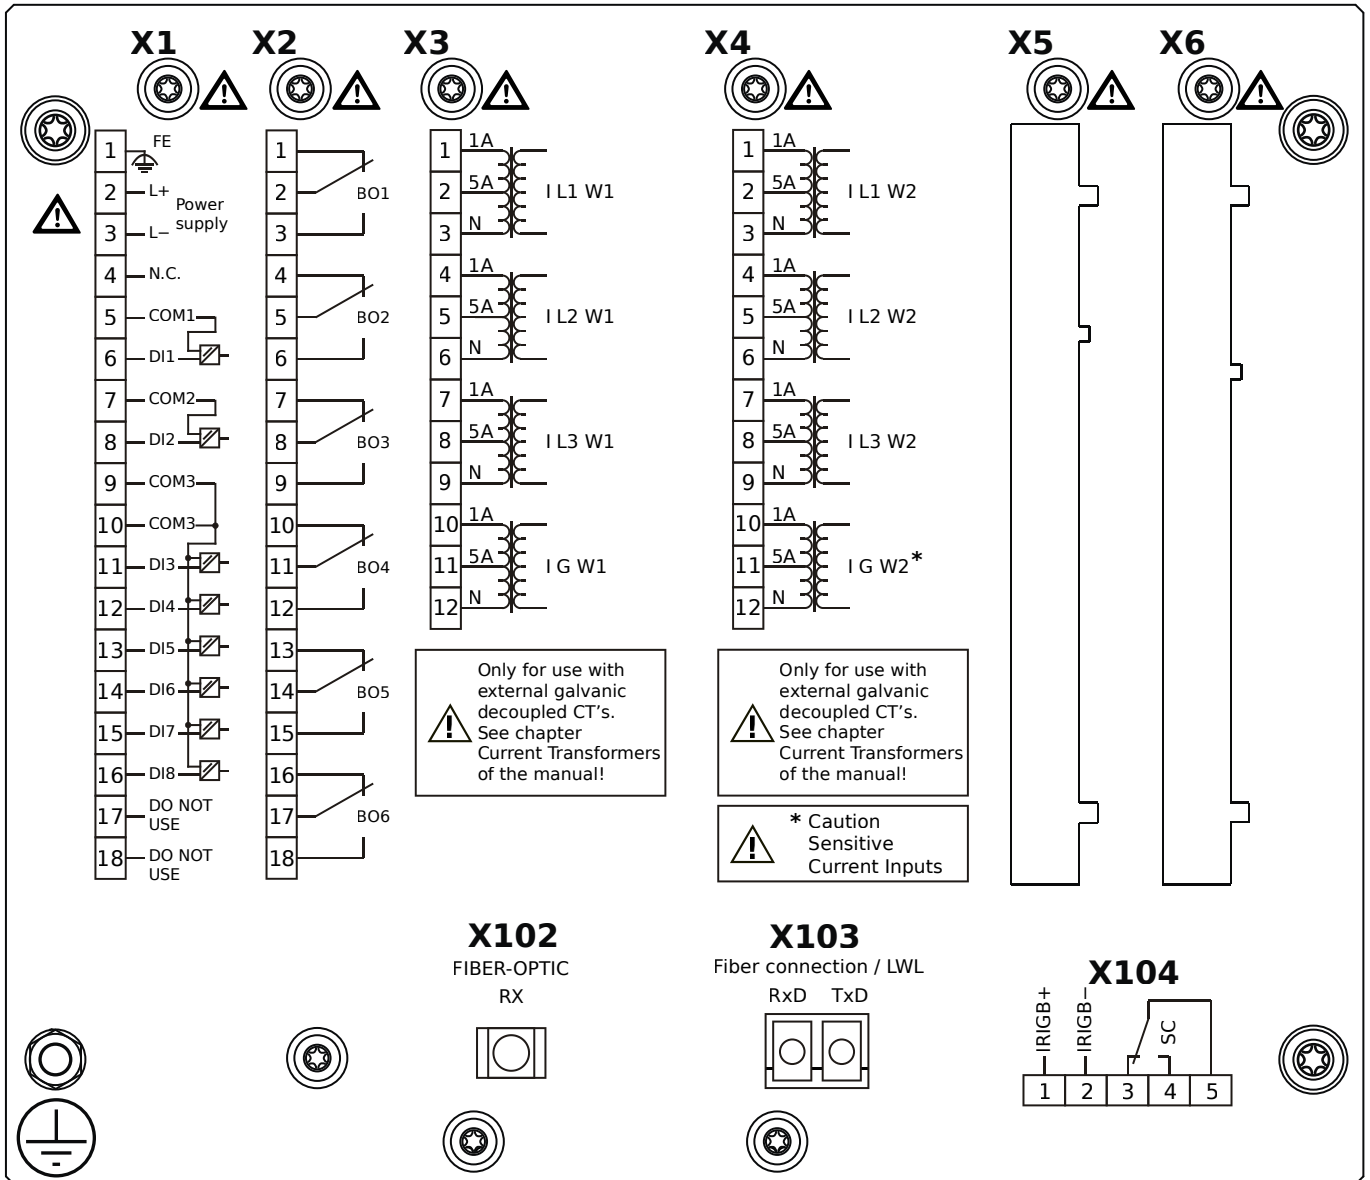 X1
X2
X3
X4
X5
X6
1 FE
2 L+
Power
supply
3 L−
4 N.C.
5 COM1
6 DI1
7 COM2
8 DI2
9 COM3
10 COM3
11 DI3
12 DI4
13 DI5
14 DI6
15 DI7
16 DI8
17 DO NOT
USE
18 DO NOT
USE
1
2 BO1
3
4
5 BO2
6
7
8 BO3
9
10
11 BO4
12
13
14 BO5
15
16
17 BO6
18
1 1A
2 5A I L1 W1
3 N
4 1A
5 5A I L2 W1
6 N
7 1A
8 5A I L3 W1
9 N
10 1A
11 5A I G W1
12 N
Only for use with
external galvanic
decoupled CT's.
See chapter
Current Transformers
of the manual!
1 1A
2 5A I L1 W2
3 N
4 1A
5 5A I L2 W2
6 N
7 1A
8 5A I L3 W2
9 N
10 1A
11 5A I G W2*
12 N
Only for use with
external galvanic
decoupled CT's.
See chapter
Current Transformers
of the manual!
* Caution
Sensitive
Current Inputs
X102
FIBER-OPTIC
RX
X103
Fiber connection / LWL
RxD TxD
X104
IRIGB+
IRIGB−
SC
1 2 3 4 5